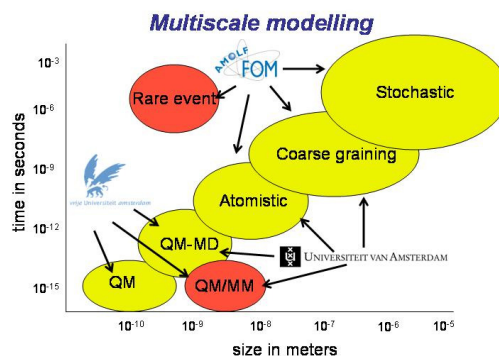 Multiscale modelling
AMOLF
FOM
10-3
Rare event
Stochastic
10-6
time in seconds
Coarse graining
10-9
vrije Universiteit amsterdam
Atomistic
10-12
QM-MD
UNIVERSITEIT VAN AMSTERDAM
QM
QM/MM
10-15
10-10
10-9
10-8
10-7
10-6
10-5
size in meters